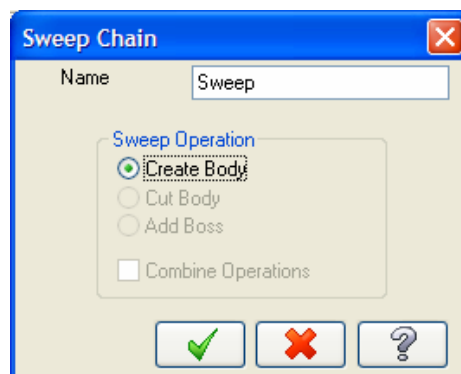 Sweep Chain
Name Sweep
Sweep Operation
Create Body
Cut Body
Add Boss
Combine Operations